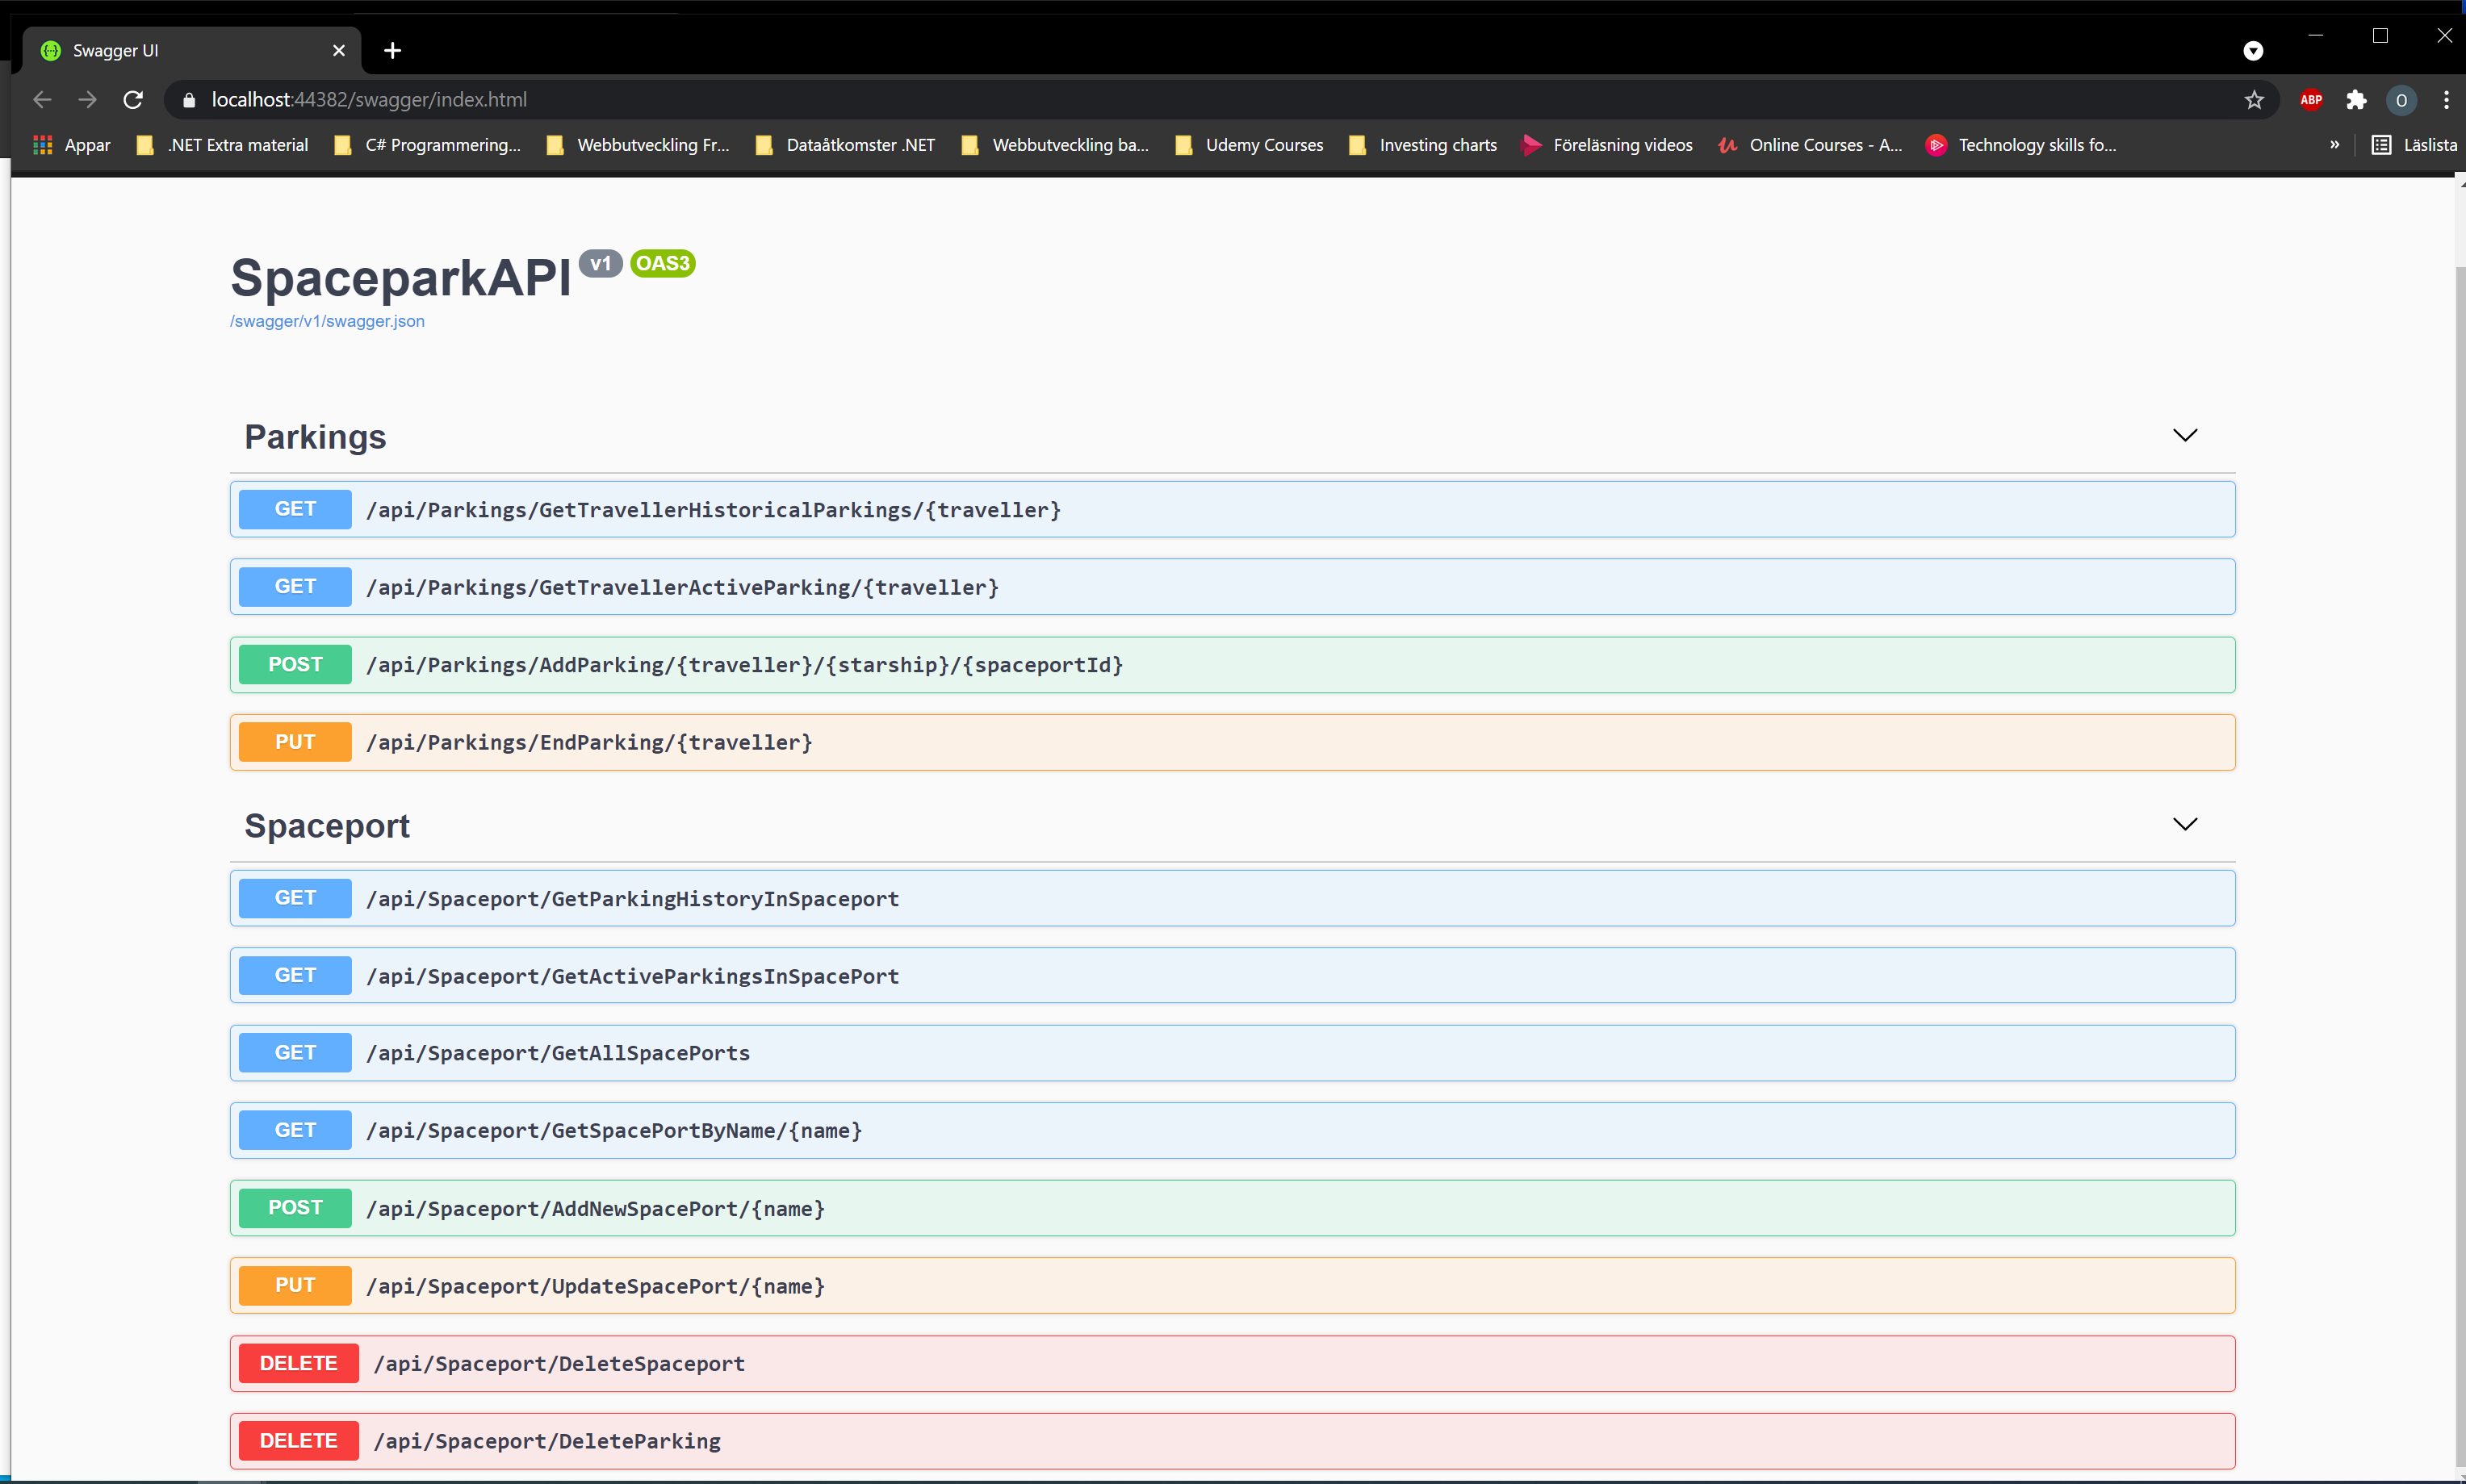 Swagger UI
localhost:44382/swagger/index.html
ABP
O
Appar
.NET Extra material
C# Programmering...
Webbutveckling Fr...
Dataåtkomster .NET
Webbutveckling ba...
Udemy Courses
Investing charts
Föreläsning videos
Online Courses - A...
Technology skills fo...
»
Läslista
SpaceparkAPI v1 OAS3
/swagger/v1/swagger.json
Parkings
GET /api/Parkings/GetTravellerHistoricalParkings/{traveller}
GET /api/Parkings/GetTravellerActiveParking/{traveller}
POST /api/Parkings/AddParking/{traveller}/{starship}/{spaceportId}
PUT /api/Parkings/EndParking/{traveller}
Spaceport
GET /api/Spaceport/GetParkingHistoryInSpaceport
GET /api/Spaceport/GetActiveParkingsInSpacePort
GET /api/Spaceport/GetAllSpacePorts
GET /api/Spaceport/GetSpacePortByName/{name}
POST /api/Spaceport/AddNewSpacePort/{name}
PUT /api/Spaceport/UpdateSpacePort/{name}
DELETE /api/Spaceport/DeleteSpaceport
DELETE /api/Spaceport/DeleteParking